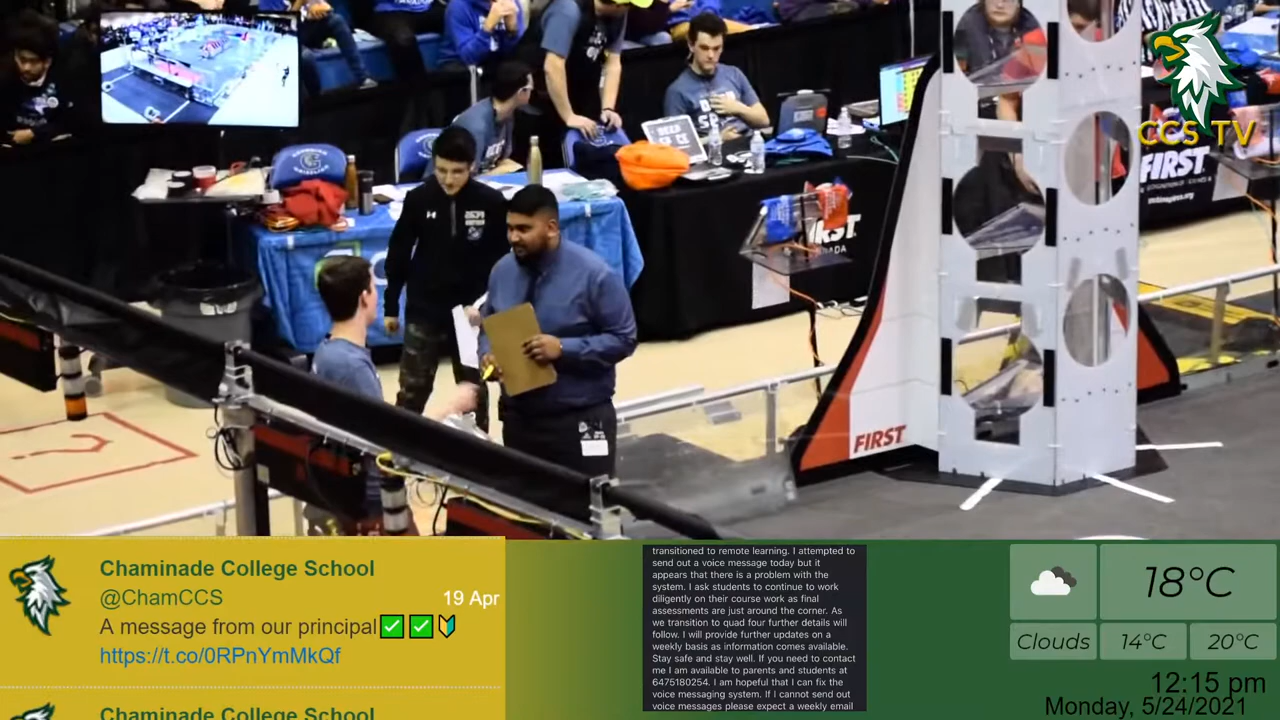 CCS TV
FIRST
FIRST
FIRST
Chaminade College School
@ChamCCS
19 Apr
A message from our principal✅✅🔰
https://t.co/0RPnYmMkQf
Chaminade College School
transitioned to remote learning. I attempted to
send out a voice message today but it
appears that there is a problem with the
system. I ask students to continue to work
diligently on their course work as final
assessments are just around the corner. As
we transition to quad four further details will
follow. I will provide further updates on a
weekly basis as information comes available.
Stay safe and stay well. If you need to contact
me I am available to parents and students at
6475180254. I am hopeful that I can fix the
voice messaging system. If I cannot send out
voice messages please expect a weekly email
18°C
Clouds
14°C
20°C
12:15 pm
Monday, 5/24/2021